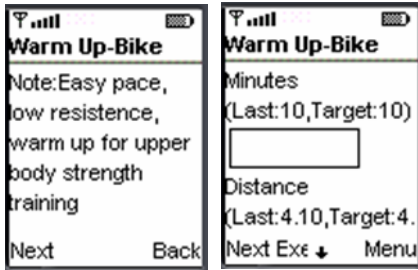 Warm Up-Bike
Note:Easy pace,
low resistence,
warm up for upper
body strength
training
Next Back
Warm Up-Bike
Minutes
(Last:10,Target:10)
Distance
(Last:4.10,Target:4.
Next Exe Menu